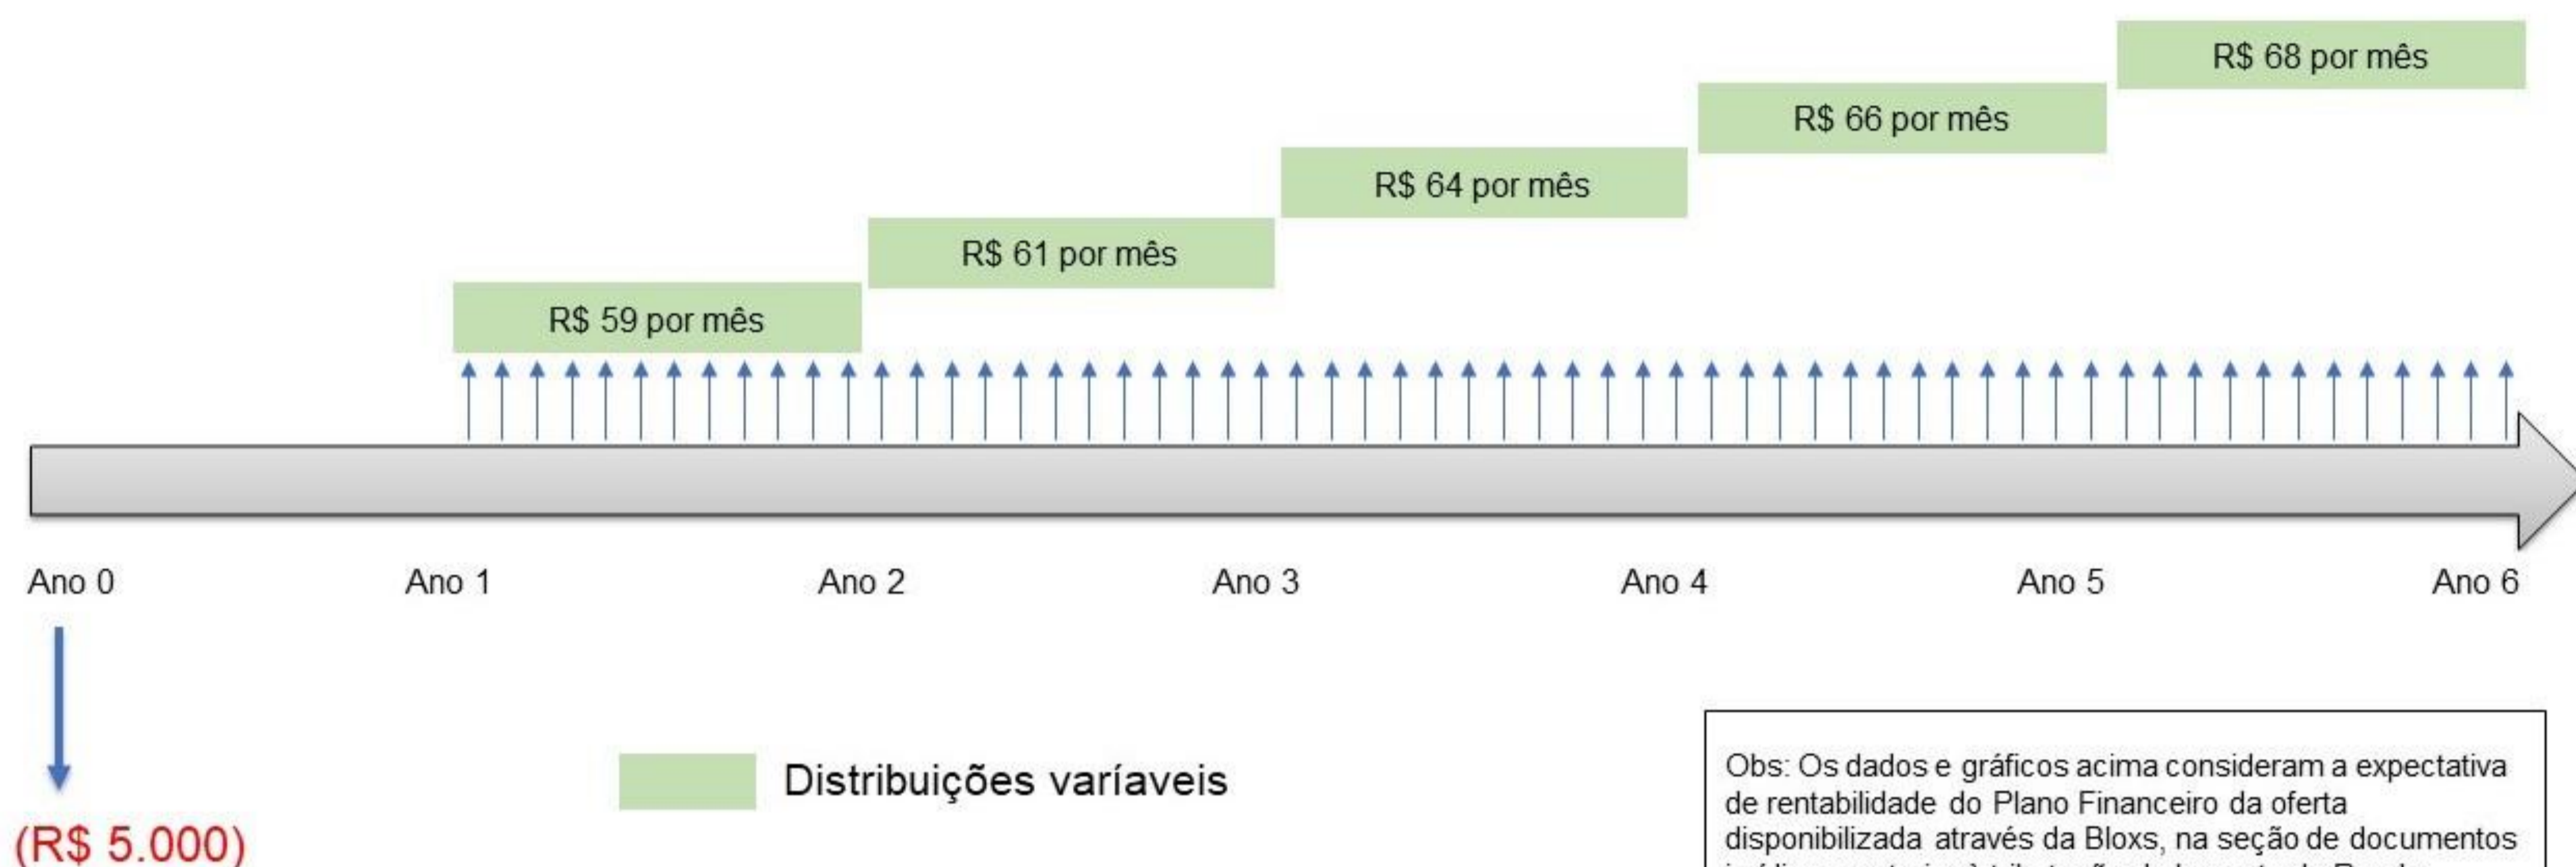 R$ 68 por mês
R$ 66 por mês
R$ 64 por mês
R$ 61 por mês
R$ 59 por mês
Ano 0 Ano 1 Ano 2 Ano 3 Ano 4 Ano 5 Ano 6
(R$ 5.000)
Distribuições varíaveis
Obs: Os dados e gráficos acima consideram a expectativa
de rentabilidade do Plano Financeiro da oferta
disponibilizada através da Bloxs, na seção de documentos